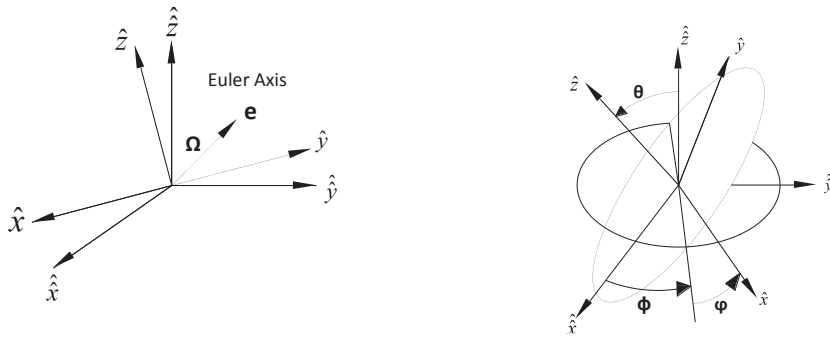 ẑ
ẑ̂
Euler Axis
e
Ω
ŷ
ŷ̂
x̂
x̂̂
ẑ̂
ŷ
ẑ
θ
ŷ̂
ϕ
φ
x̂
x̂̂